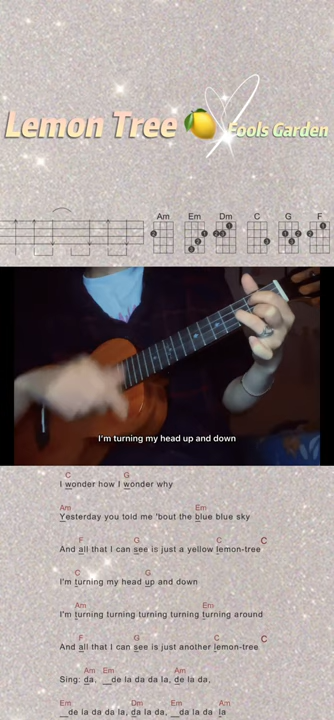 Lemon Tree 🍋 Fools Garden
Am Em Dm C G F
I'm turning my head up and down
C G
I wonder how I wonder why
Am Em
Yesterday you told me 'bout the blue blue sky
F G C C
And all that I can see is just a yellow lemon-tree
C G
I'm turning my head up and down
Am Em
I'm turning turning turning turning turning around
F G C C
And all that I can see is just another lemon-tree
Am Em Am
Sing: da, __de la da da la, de la da,
Em Dm Em Am
__de la da da la, da la da, __da la da la